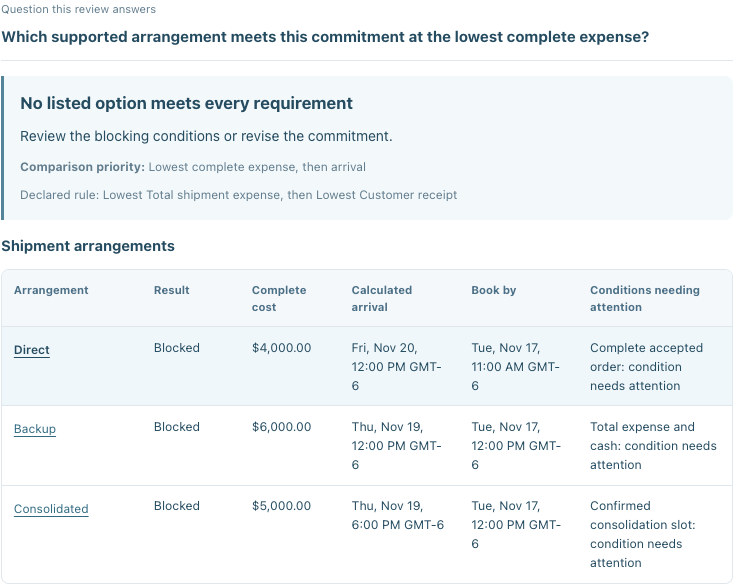 Question this review answers
Which supported arrangement meets this commitment at the lowest complete expense?
No listed option meets every requirement
Review the blocking conditions or revise the commitment.
Comparison priority: Lowest complete expense, then arrival
Declared rule: Lowest Total shipment expense, then Lowest Customer receipt
Shipment arrangements
Arrangement
Result
Complete
cost
Calculated
arrival
Book by
Conditions needing
attention
Direct
Blocked
$4,000.00
Fri, Nov 20,
12:00 PM GMT-
6
Tue, Nov 17,
11:00 AM GMT-
6
Complete accepted
order: condition
needs attention
Backup
Blocked
$6,000.00
Thu, Nov 19,
12:00 PM GMT-
6
Tue, Nov 17,
12:00 PM GMT-
6
Total expense and
cash: condition needs
attention
Consolidated
Blocked
$5,000.00
Thu, Nov 19,
6:00 PM GMT-6
Tue, Nov 17,
12:00 PM GMT-
6
Confirmed
consolidation slot:
condition needs
attention